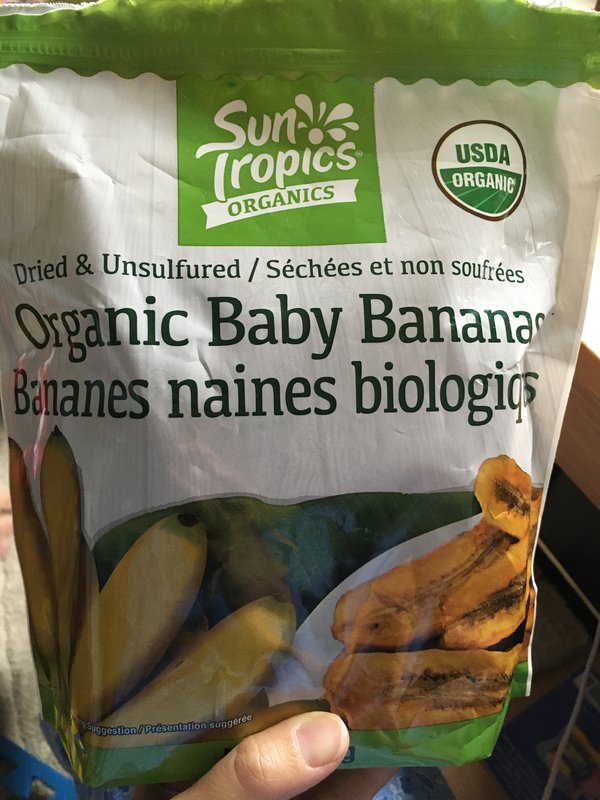 Sun-
Tropics®
ORGANICS
USDA
ORGANIC
Dried & Unsulfured / Séchées et non soufrées
Organic Baby Bananas
Bananes naines
Suggestion / Présentation suggérée
g